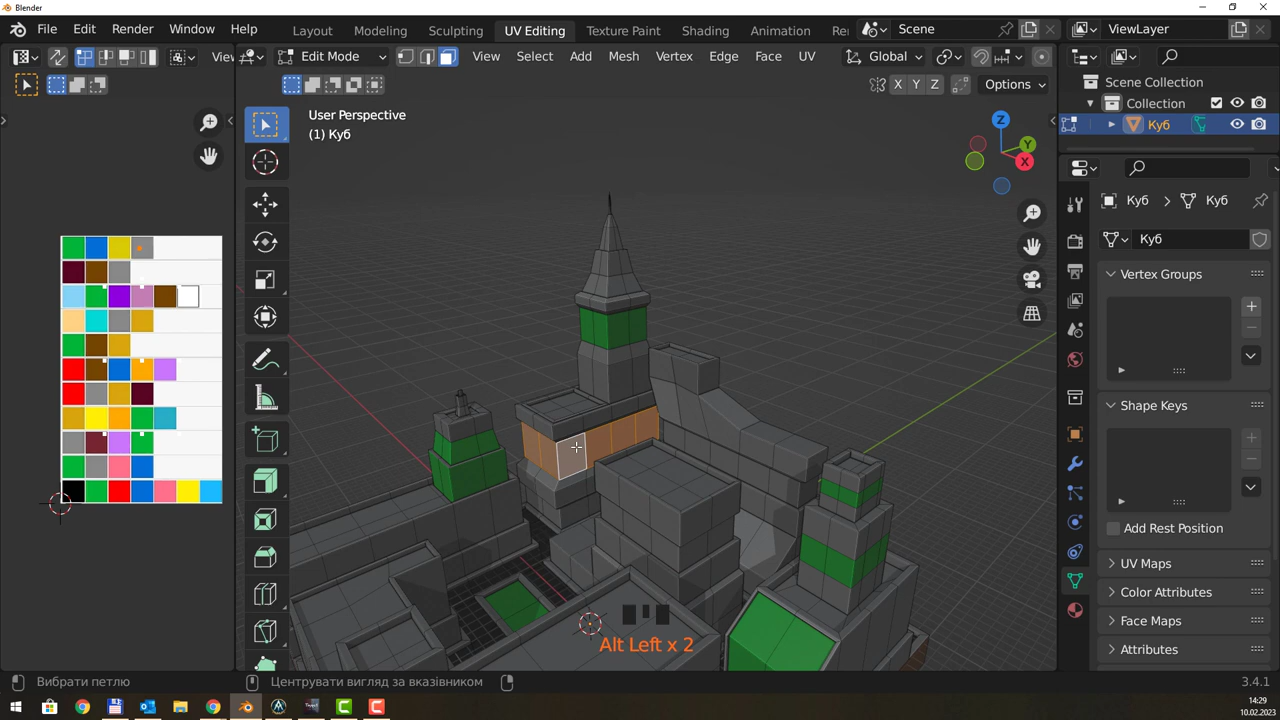 Blender
File Edit Render Window Help Layout Modeling Sculpting UV Editing Texture Paint Shading Animation Re Scene ViewLayer
Vie Edit Mode View Select Add Mesh Vertex Edge Face UV Global
X Y Z Options
User Perspective
(1) Куб
Z
Y
X
Scene Collection
Collection
Куб
Куб Куб
Куб
Vertex Groups
Shape Keys
Add Rest Position
UV Maps
Color Attributes
Face Maps
Attributes
Alt Left x 2
Вибрати петлю Центрувати вигляд за вказівником 3.4.1
14:29
10.02.2023